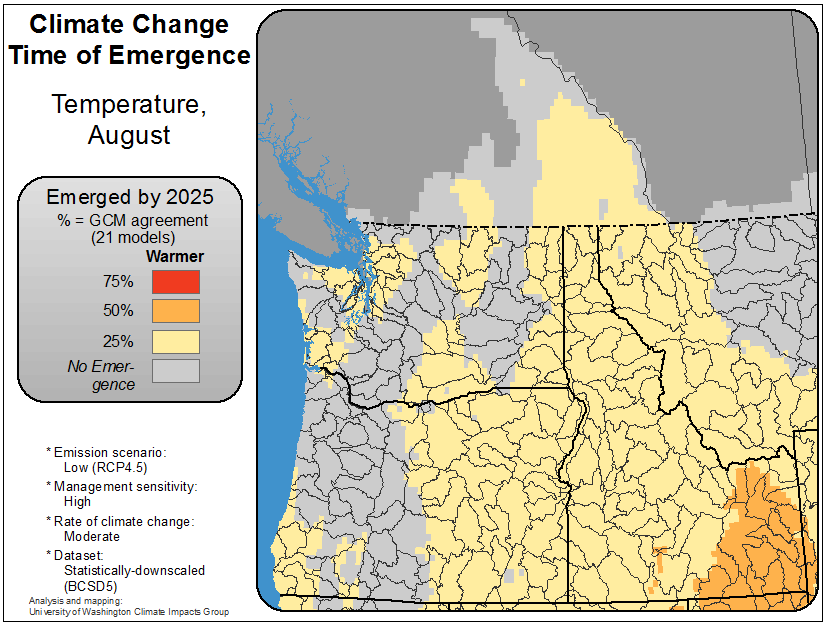 Climate Change
Time of Emergence
Temperature,
August
Emerged by 2025
% = GCM agreement
(21 models)
Warmer
75%
50%
25%
No Emer-
gence
* Emission scenario:
Low (RCP4.5)
* Management sensitivity:
High
* Rate of climate change:
Moderate
* Dataset:
Statistically-downscaled
(BCSD5)
Analysis and mapping:
University of Washington Climate Impacts Group